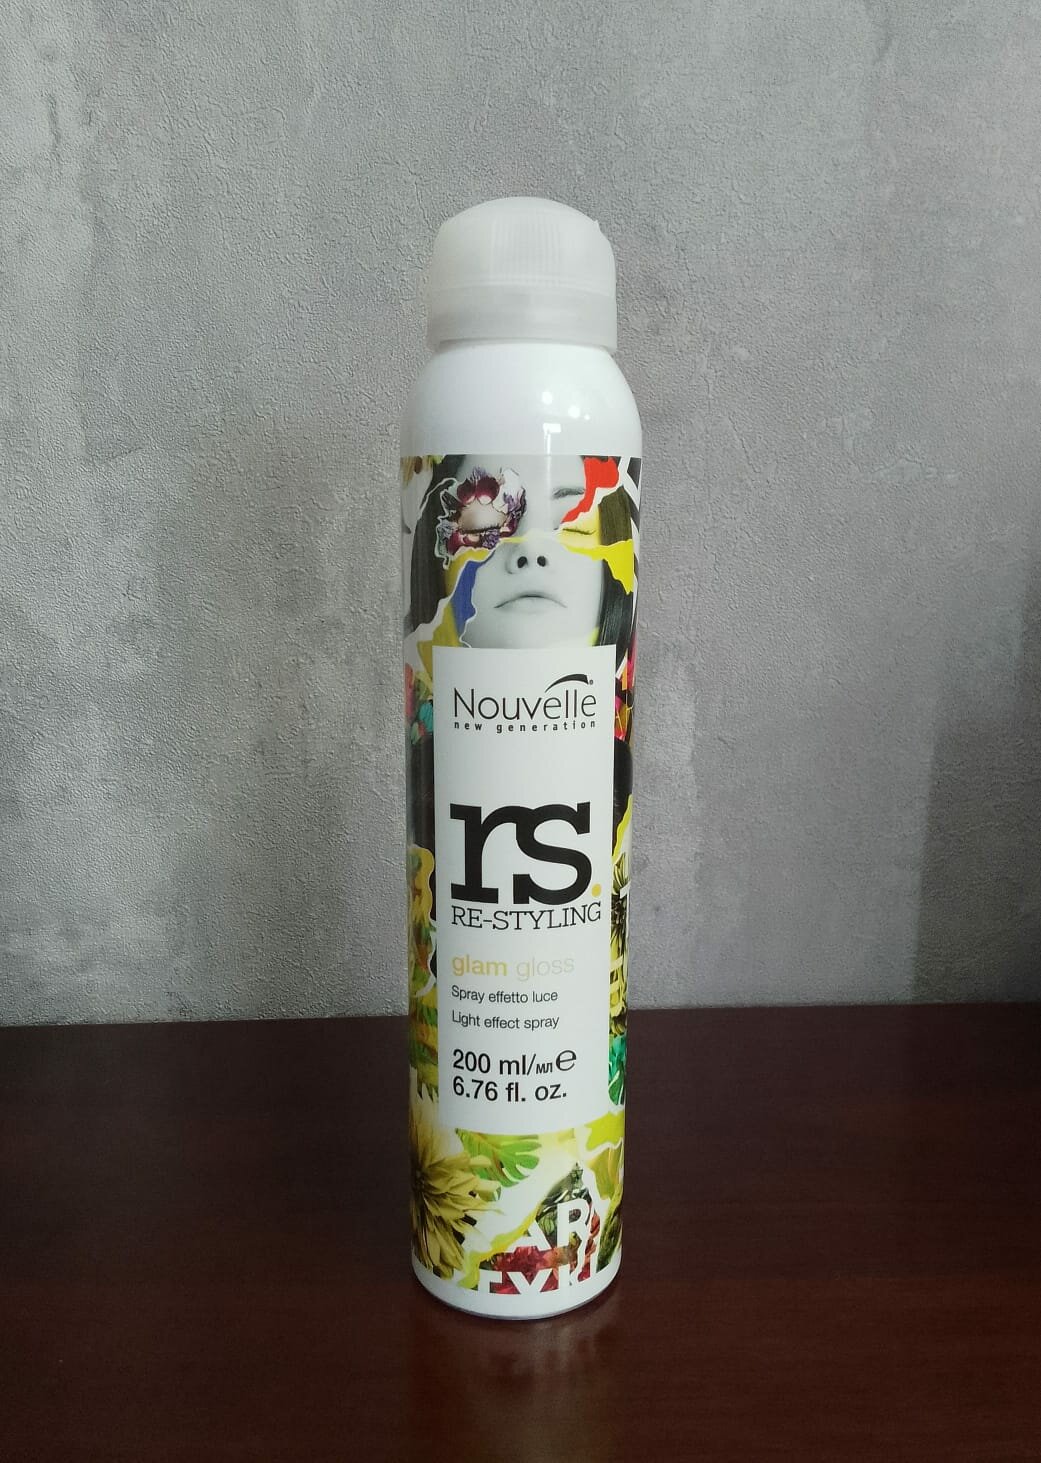 Nouvelle®
new generation
rs.
RE-STYLING
glam gloss
Spray effetto luce
Light effect spray
200 ml/мл ℮
6.76 fl. oz.